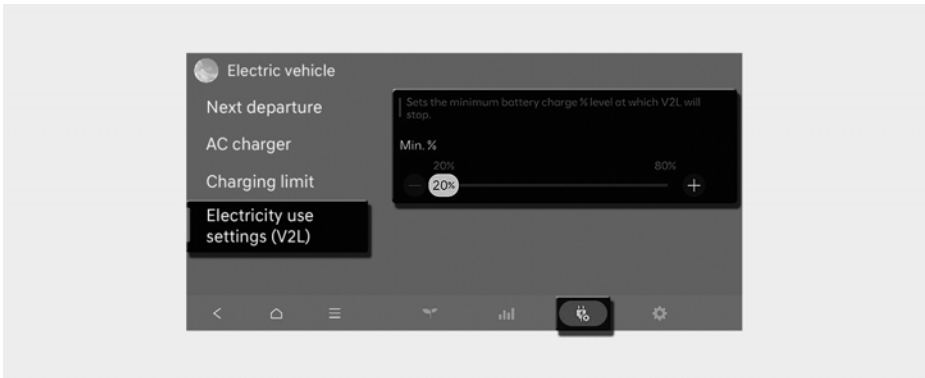 Electric vehicle
Next departure
AC charger
Charging limit
Electricity use
settings (V2L)
Sets the minimum battery charge % level at which V2L will
stop.
Min. %
20%
80%
20%